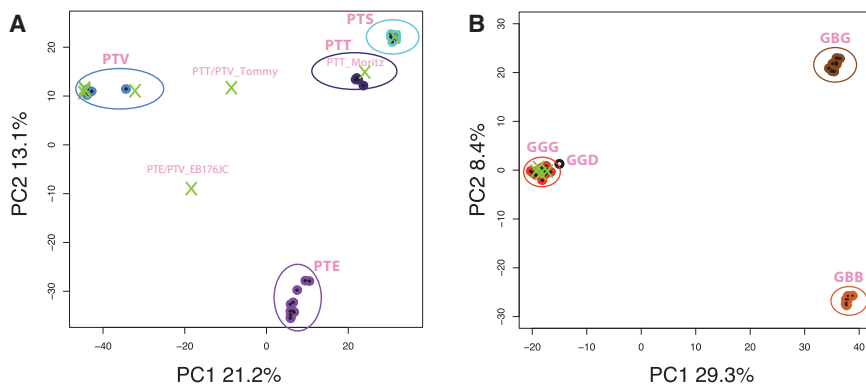 A
PTS
PTV
PTT
PTT_Moritz
PTT/PTV_Tommy
PTE/PTV_EB176JC
PTE
20
10
0
−10
−20
−30
PC2 13.1%
−40
−20
0
20
PC1 21.2%
B
GBG
GGG
GGD
GBB
30
20
10
0
−10
−20
−30
PC2 8.4%
−20
−10
0
10
20
30
40
PC1 29.3%